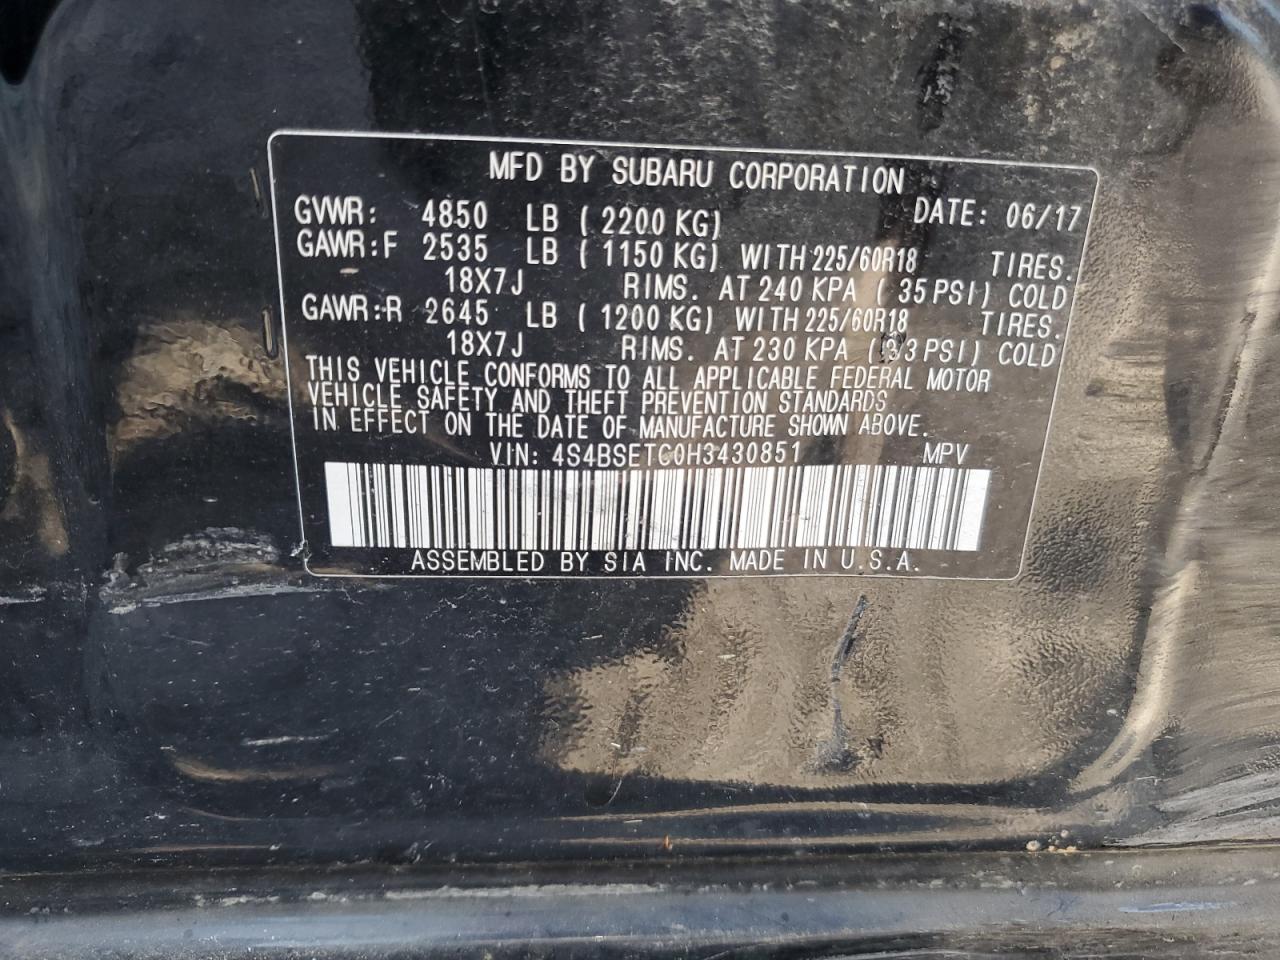 MFD BY SUBARU CORPORATION
GVWR: 4850 LB ( 2200 KG) DATE: 06/17
GAWR:F 2535 LB ( 1150 KG) WITH 225/60R18 TIRES.
18X7J RIMS. AT 240 KPA ( 35 PSI) COLD
GAWR:R 2645 LB ( 1200 KG) WITH 225/60R18 TIRES.
18X7J RIMS. AT 230 KPA ( 33 PSI) COLD
THIS VEHICLE CONFORMS TO ALL APPLICABLE FEDERAL MOTOR
VEHICLE SAFETY AND THEFT PREVENTION STANDARDS
IN EFFECT ON THE DATE OF MANUFACTURE SHOWN ABOVE.
VIN: 4S4BSETC0H3430851 MPV
ASSEMBLED BY SIA INC. MADE IN U.S.A.